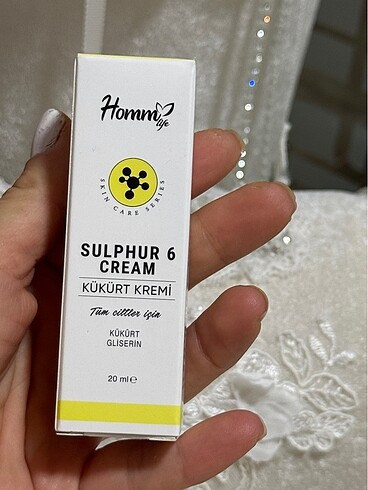 Homm
life
SKIN CARE SERIES
SULPHUR 6
CREAM
KÜKÜRT KREMİ
Tüm ciltler için
KÜKÜRT
GLİSERİN
20 ml ℮